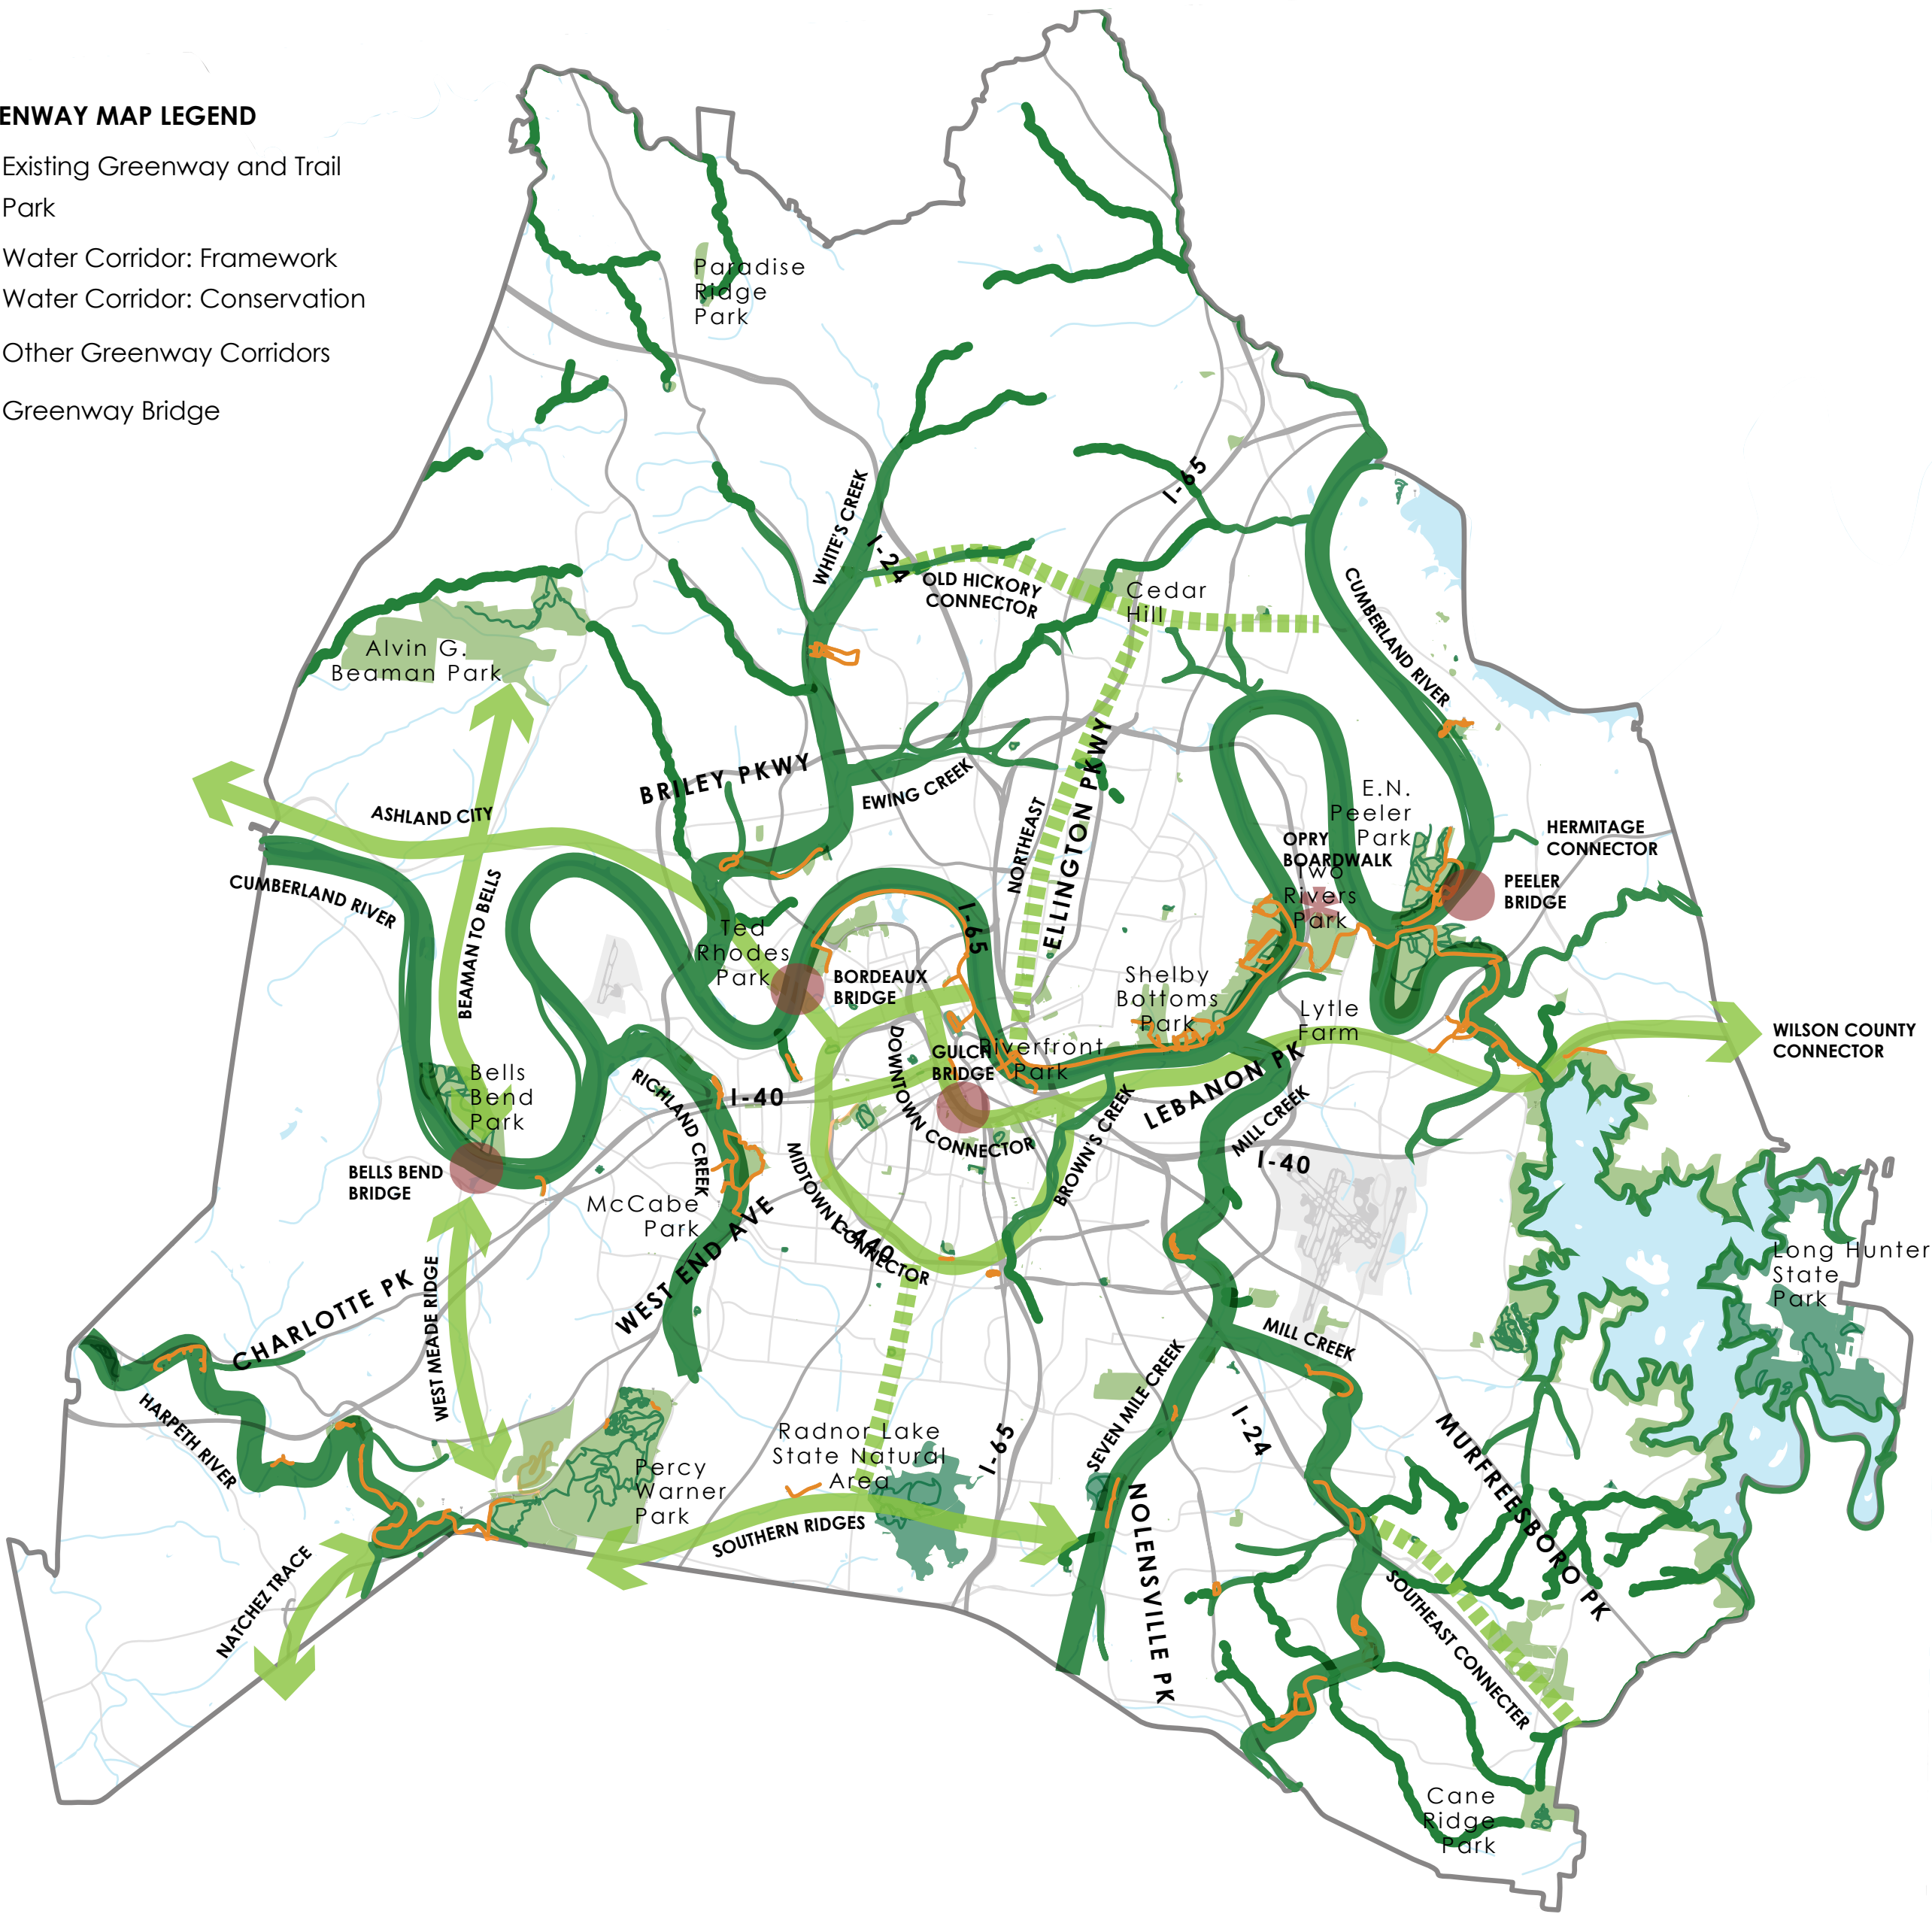 ENWAY MAP LEGEND
Existing Greenway and Trail
Park
Water Corridor: Framework
Water Corridor: Conservation
Other Greenway Corridors
Greenway Bridge
Paradise
Ridge
Park
WHITE'S CREEK
I-24
I-65
OLD HICKORY
CONNECTOR
Cedar
Hill
CUMBERLAND RIVER
Alvin G.
Beaman Park
BRILEY PKWY
EWING CREEK
ASHLAND CITY
NORTHEAST
ELLINGTON PKWY
E.N.
Peeler
Park
OPRY
BOARDWALK
Two
Rivers
Park
HERMITAGE
CONNECTOR
PEELER
BRIDGE
CUMBERLAND RIVER
BEAMAN TO BELLS
Ted
Rhodes
Park
I-65
BORDEAUX
BRIDGE
Shelby
Bottoms
Park
Lytle
Farm
WILSON COUNTY
CONNECTOR
DOWNTOWN CONNECTOR
GULCH
BRIDGE
Riverfront
Park
Bells
Bend
Park
RICHLAND CREEK
I-40
LEBANON PK
MILL CREEK
BROWN'S CREEK
I-40
BELLS BEND
BRIDGE
McCabe
Park
MIDTOWN CONNECTOR
I-440
WEST END AVE
Long Hunter
State
Park
CHARLOTTE PK
WEST MEADE RIDGE
MILL CREEK
SEVEN MILE CREEK
HARPETH RIVER
I-24
MURFREESBORO PK
Radnor Lake
State Natural
Area
I-65
Percy
Warner
Park
SOUTHERN RIDGES
NOLENSVILLE PK
NATCHEZ TRACE
SOUTHEAST CONNECTER
Cane
Ridge
Park